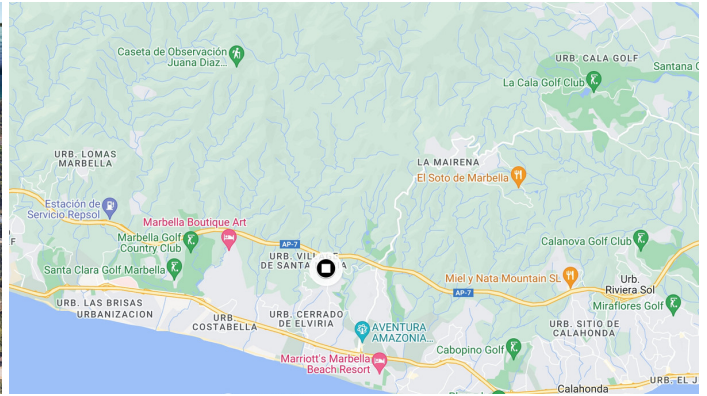 Caseta de Observación
Juana Diaz...
URB. CALA GOLF
Santana
La Cala Golf Club
URB. LOMAS
MARBELLA
LA MAIRENA
El Soto de Marbella
Estación de
Servicio Repsol
Marbella Boutique Art
Marbella Golf
Country Club
AP-7
URB.
DE
Calanova Golf Club
Santa Clara Golf Marbella
Miel y Nata Mountain SL
AP-7
Urb.
Riviera Sol
Miraflores Golf
URB. LAS BRISAS
URBANIZACION
URB.
COSTABELLA
URB. CERRADO
DE ELVIRIA
AVENTURA
AMAZONIA...
URB. SITIO DE
CALAHONDA
Cabopino Golf
Marriott's Marbella
Beach Resort
Calahonda
URB. EL J